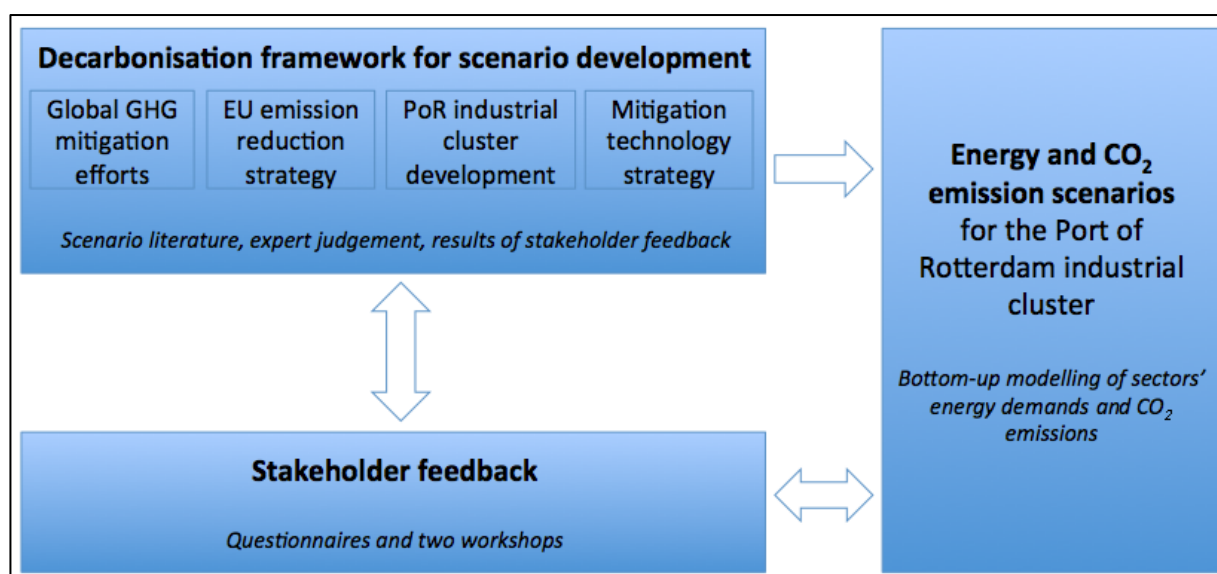 Decarbonisation framework for scenario development
Global GHG
mitigation
efforts
EU emission
reduction
strategy
PoR industrial
cluster
development
Mitigation
technology
strategy
Scenario literature, expert judgement, results of stakeholder feedback
Stakeholder feedback
Questionnaires and two workshops
Energy and CO₂
emission scenarios
for the Port of
Rotterdam industrial
cluster
Bottom-up modelling of sectors’
energy demands and CO₂
emissions